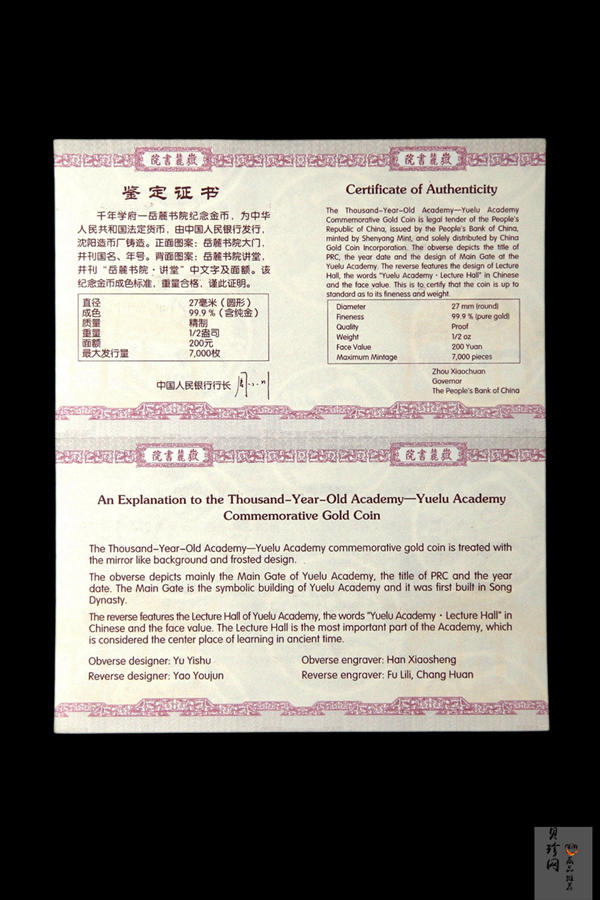 院書麓嶽
院書麓嶽
鉴定证书
千年学府—岳麓书院纪念金币，为中华
人民共和国法定货币，由中国人民银行发行，
沈阳造币厂铸造。正面图案：岳麓书院大门，
并刊国名、年号。背面图案：岳麓书院讲堂，
并刊“岳麓书院·讲堂”中文字及面额。该
纪念金币成色标准，重量合格，谨此证明。
直径 27毫米（圆形）
成色 99.9%（含纯金）
质量 精制
重量 1/2盎司
面额 200元
最大发行量 7,000枚
中国人民银行行长
Certificate of Authenticity
The Thousand-Year-Old Academy—Yuelu Academy
Commemorative Gold Coin is legal tender of the People's
Republic of China, issued by the People's Bank of China,
minted by Shenyang Mint, and solely distributed by China
Gold Coin Incorporation. The obverse depicts the title of
PRC, the year date and the design of Main Gate at the
Yuelu Academy. The reverse features the design of Lecture
Hall, the words "Yuelu Academy·Lecture Hall" in Chinese
and the face value. This is to certify that the coin is up to
standard as to its fineness and weight.
Diameter 27 mm (round)
Fineness 99.9 % (pure gold)
Quality Proof
Weight 1/2 oz
Face Value 200 Yuan
Maximum Mintage 7,000 pieces
Zhou Xiaochuan
Governor
The People's Bank of China
院書麓嶽
院書麓嶽
An Explanation to the Thousand-Year-Old Academy—Yuelu Academy
Commemorative Gold Coin
The Thousand-Year-Old Academy—Yuelu Academy commemorative gold coin is treated with
the mirror like background and frosted design.
The obverse depicts mainly the Main Gate of Yuelu Academy, the title of PRC and the year
date. The Main Gate is the symbolic building of Yuelu Academy and it was first built in Song
Dynasty.
The reverse features the Lecture Hall of Yuelu Academy, the words "Yuelu Academy·Lecture Hall" in
Chinese and the face value. The Lecture Hall is the most important part of the Academy, which
is considered the center place of learning in ancient time.
Obverse designer: Yu Yishu Obverse engraver: Han Xiaosheng
Reverse designer: Yao Youjun Reverse engraver: Fu Lili, Chang Huan
贝珍网